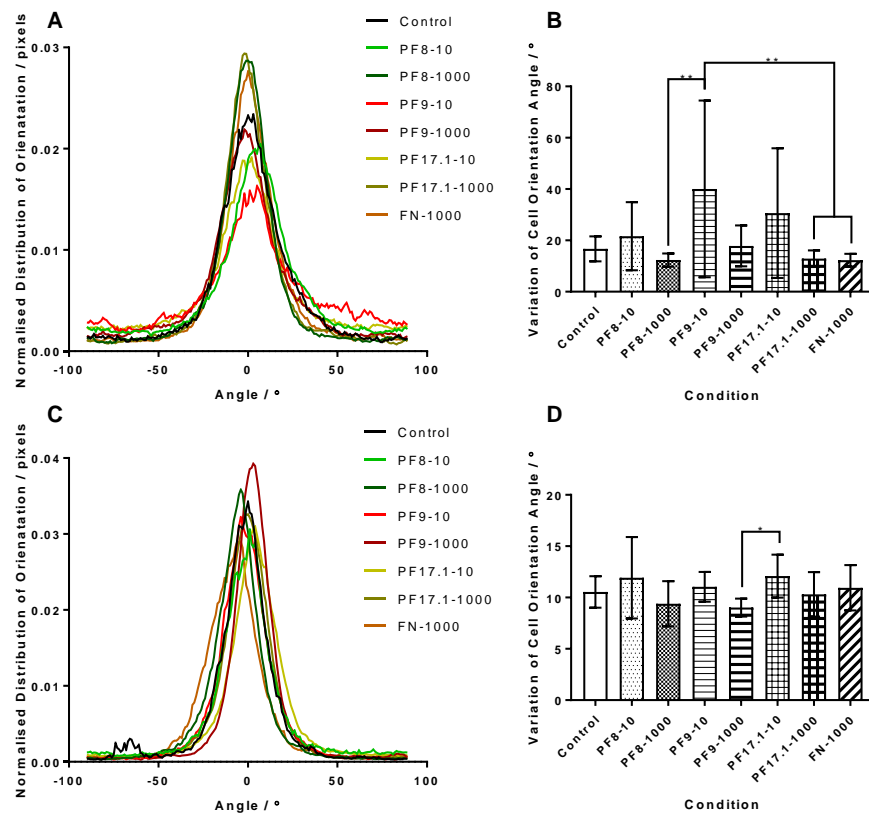 A
Normalised Distribution of Orienatation / pixels
0.03
0.02
0.01
0.00
-100
-50
0
50
100
Angle / º
Control
PF8-10
PF8-1000
PF9-10
PF9-1000
PF17.1-10
PF17.1-1000
FN-1000
B
Variation of Cell Orientation Angle / º
80
60
40
20
0
**
**
Control
PF8-10
PF8-1000
PF9-10
PF9-1000
PF17.1-10
PF17.1-1000
FN-1000
Condition
C
Normalised Distribution of Orienatation / pixels
0.04
0.03
0.02
0.01
0.00
-100
-50
0
50
100
Angle / º
Control
PF8-10
PF8-1000
PF9-10
PF9-1000
PF17.1-10
PF17.1-1000
FN-1000
D
Variation of Cell Orientation Angle / º
20
15
10
5
0
*
Control
PF8-10
PF8-1000
PF9-10
PF9-1000
PF17.1-10
PF17.1-1000
FN-1000
Condition